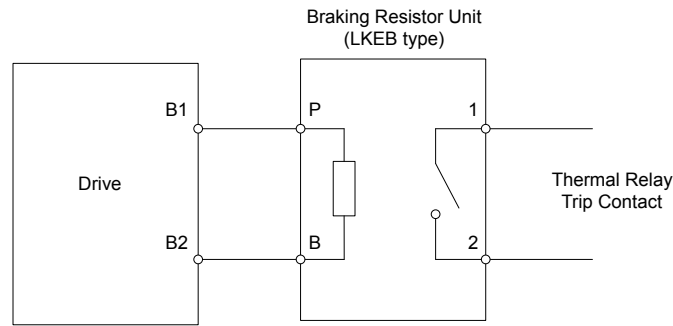 Braking Resistor Unit
(LKEB type)
B1
P
1
Drive
Thermal Relay
Trip Contact
B2
B
2